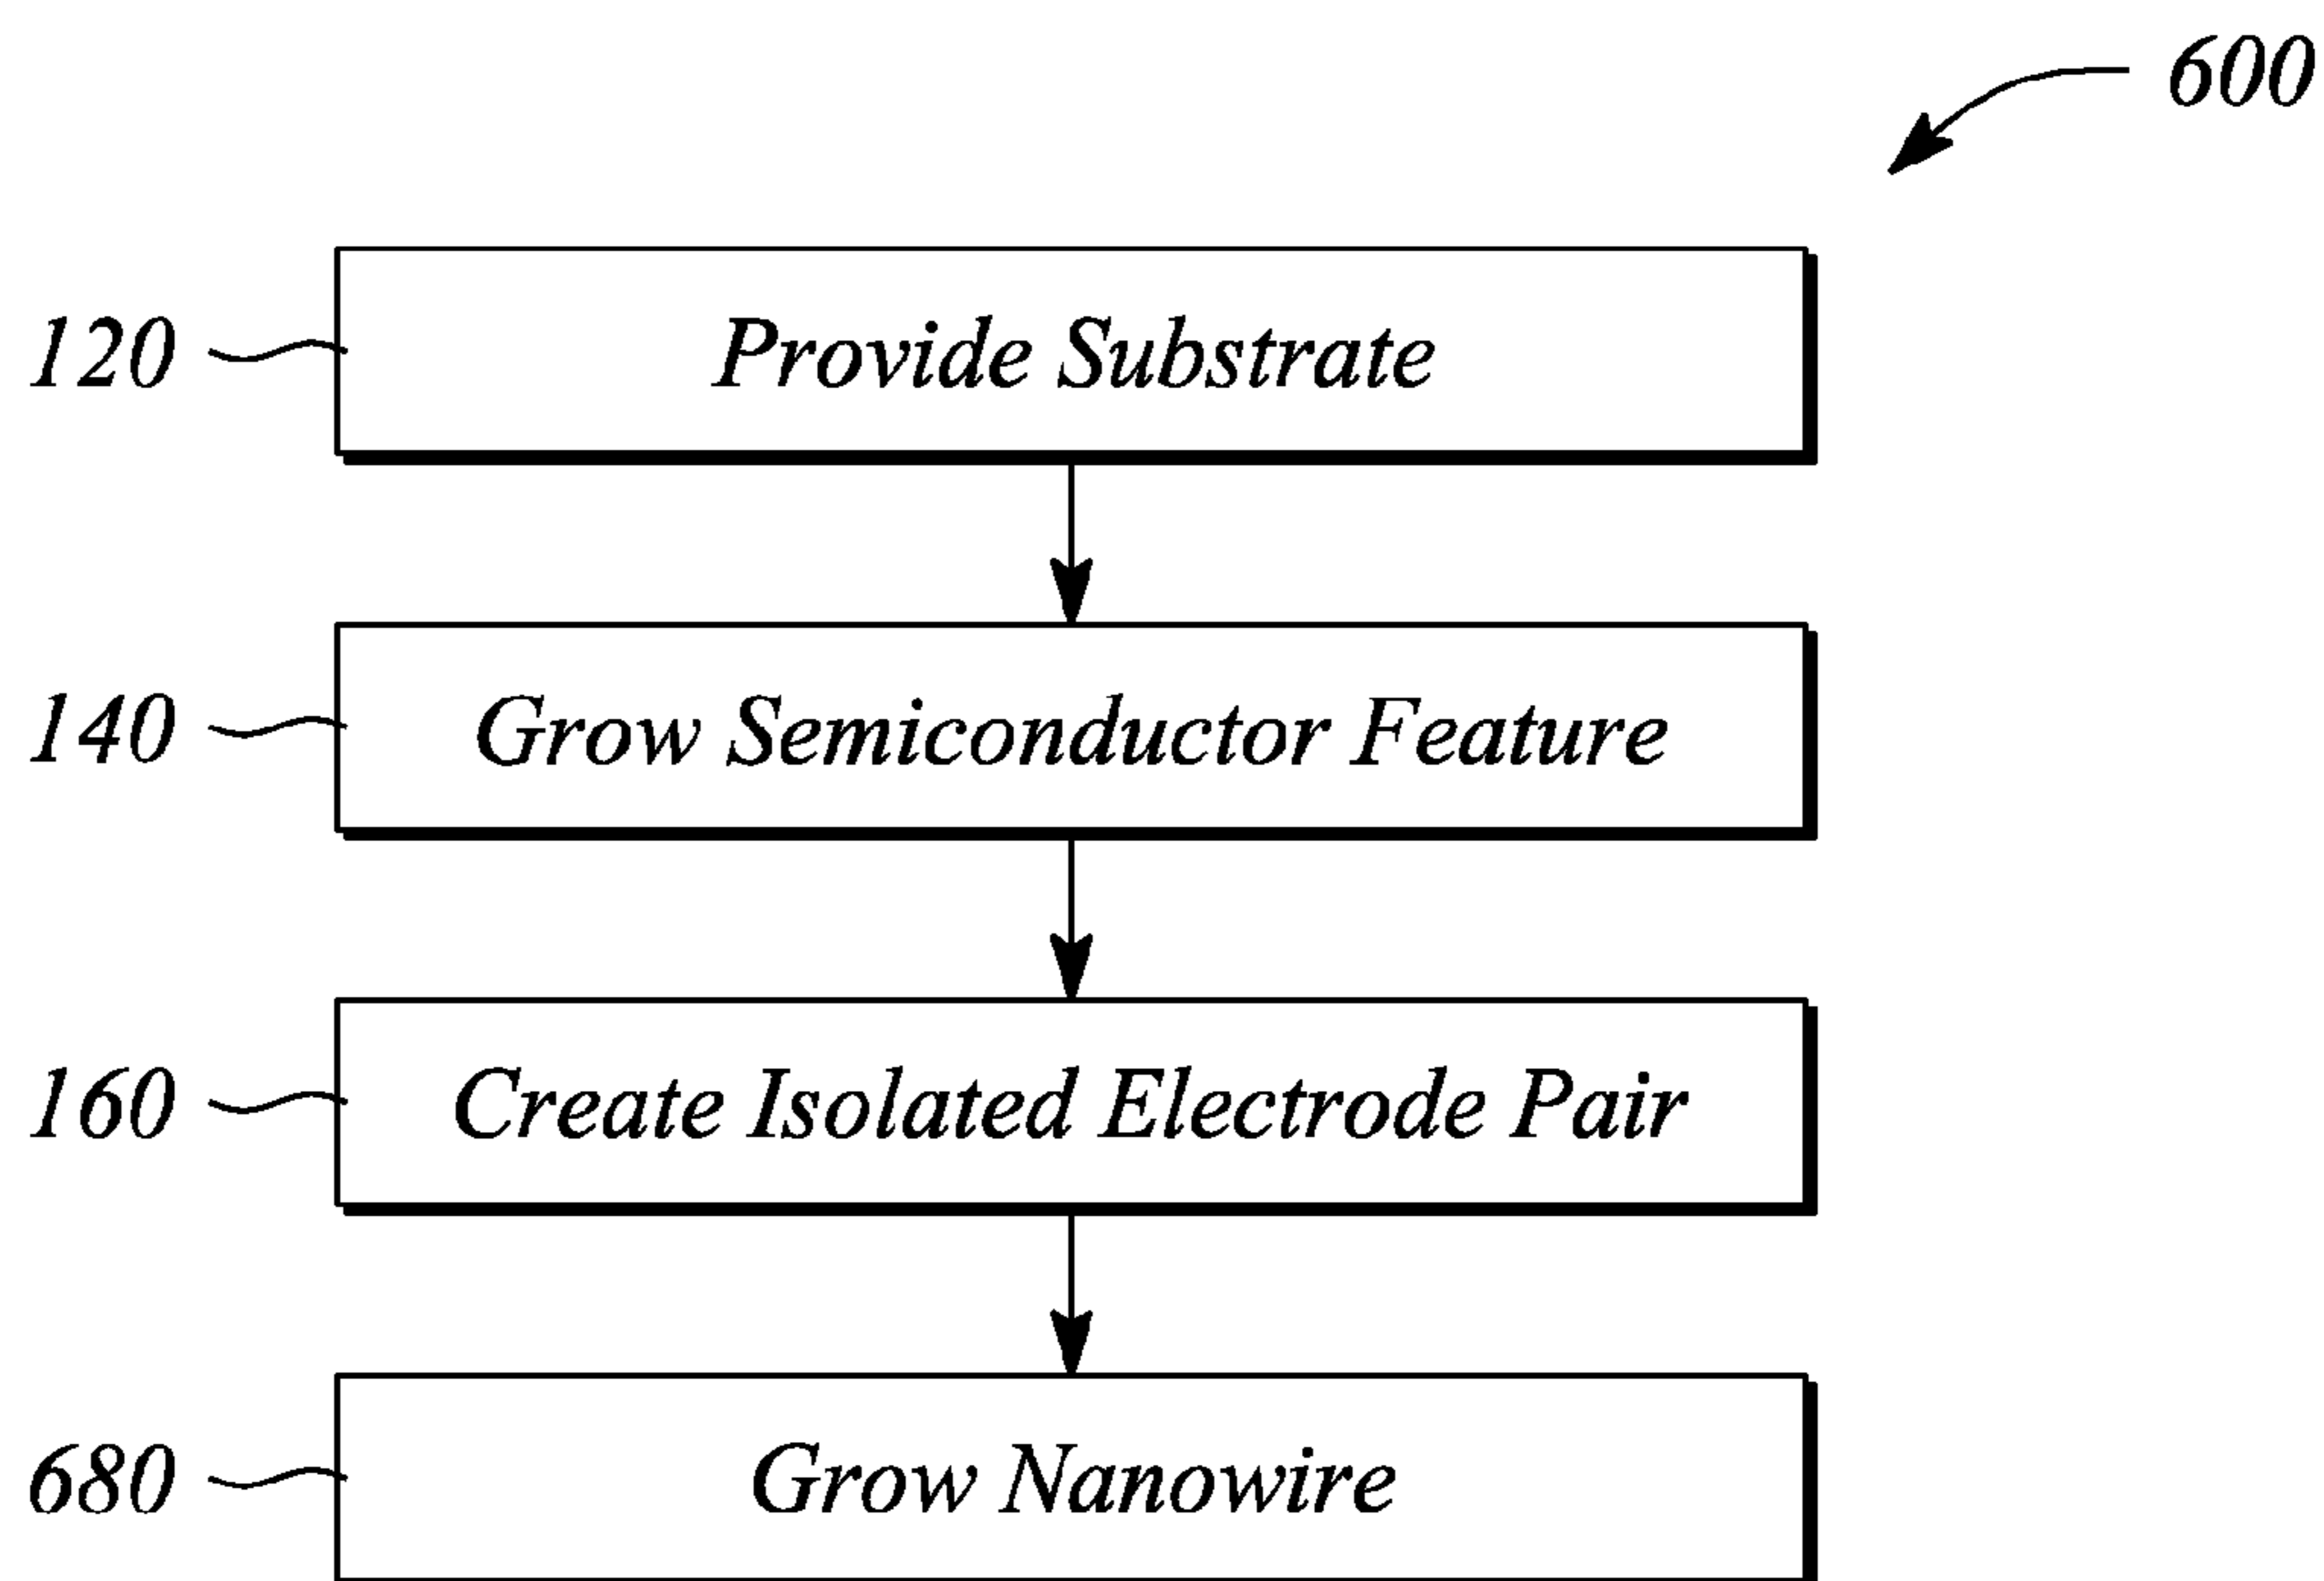 600
120 Provide Substrate
140 Grow Semiconductor Feature
160 Create Isolated Electrode Pair
680 Grow Nanowire